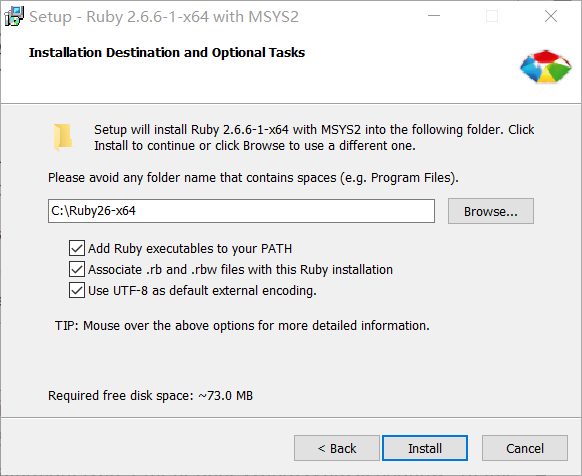 Setup - Ruby 2.6.6-1-x64 with MSYS2
Installation Destination and Optional Tasks
Setup will install Ruby 2.6.6-1-x64 with MSYS2 into the following folder. Click
Install to continue or click Browse to use a different one.
Please avoid any folder name that contains spaces (e.g. Program Files).
C:\Ruby26-x64
Browse...
Add Ruby executables to your PATH
Associate .rb and .rbw files with this Ruby installation
Use UTF-8 as default external encoding.
TIP: Mouse over the above options for more detailed information.
Required free disk space: ~73.0 MB
< Back
Install
Cancel